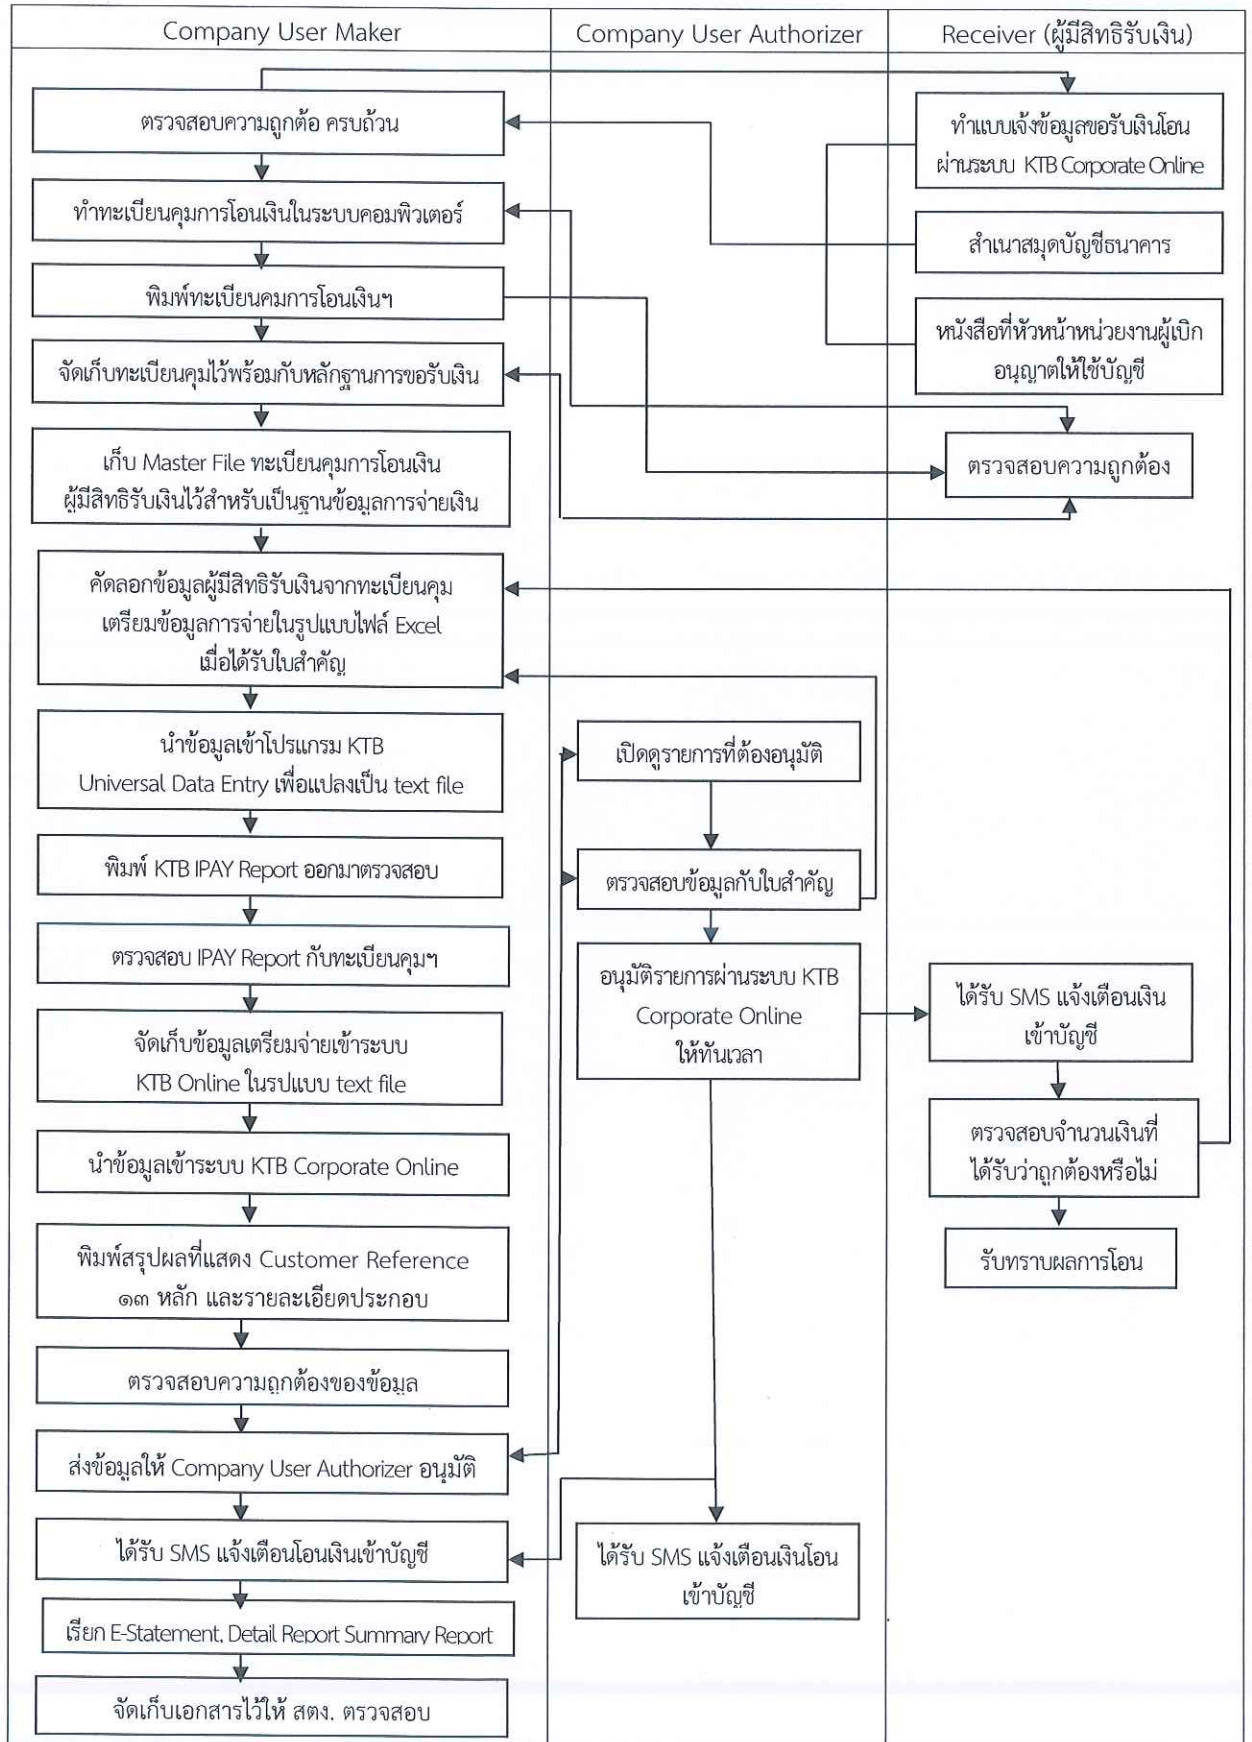 Company User Maker
ตรวจสอบความถูกต้อ ครบถ้วน
ทำทะเบียนคุมการโอนเงินในระบบคอมพิวเตอร์
พิมพ์ทะเบียนคมการโอนเงินฯ
จัดเก็บทะเบียนคุมไว้พร้อมกับหลักฐานการขอรับเงิน
เก็บ Master File ทะเบียนคุมการโอนเงิน
ผู้มีสิทธิรับเงินไว้สำหรับเป็นฐานข้อมูลการจ่ายเงิน
คัดลอกข้อมูลผู้มีสิทธิรับเงินจากทะเบียนคุม
เตรียมข้อมูลการจ่ายในรูปแบบไฟล์ Excel
เมื่อได้รับใบสำคัญ
นำข้อมูลเข้าโปรแกรม KTB
Universal Data Entry เพื่อแปลงเป็น text file
พิมพ์ KTB IPAY Report ออกมาตรวจสอบ
ตรวจสอบ IPAY Report กับทะเบียนคุมฯ
จัดเก็บข้อมูลเตรียมจ่ายเข้าระบบ
KTB Online ในรปแบบ text file
นำข้อมูลเข้าระบบ KTB Corporate Online
พิมพ์สรุปผลที่แสดง Customer Reference
๑๓ หลัก และรายละเอียดประกอบ
ตรวจสอบความถูกต้องของข้อมูล
ส่งข้อมูลให้ Company User Authorizer อนุมัติ
ได้รับ SMS แจ้งเตือนโอนเงินเข้าบัญชี
เรียก E-Statement, Detail Report Summary Report
จัดเก็บเอกสารไว้ให้ สตง. ตรวจสอบ
Company User Authorizer
เปิดดูรายการที่ต้องอนุมัติ
ตรวจสอบข้อมูลกับใบสำคัญ
อนุมัติรายการผ่านระบบ KTB
Corporate Online
ให้ทันเวลา
ได้รับ SMS แจ้งเตือนเงินโอน
เข้าบัญชี
Receiver (ผู้มีสิทธิรับเงิน)
ทำแบบเจ้งข้อมูลขอรับเงินโอน
ผ่านระบบ KTB Corporate Online
สำเนาสมุดบัญชีธนาคาร
หนังสือที่หัวหน้าหน่วยงานผู้เบิก
อนุญาตให้ใช้บัญชี
ตรวจสอบความถูกต้อง
ได้รับ SMS แจ้งเตือนเงิน
เข้าบัญชี
ตรวจสอบจำนวนเงินที่
ได้รับว่าถูกต้องหรือไม่
รับทราบผลการโอน